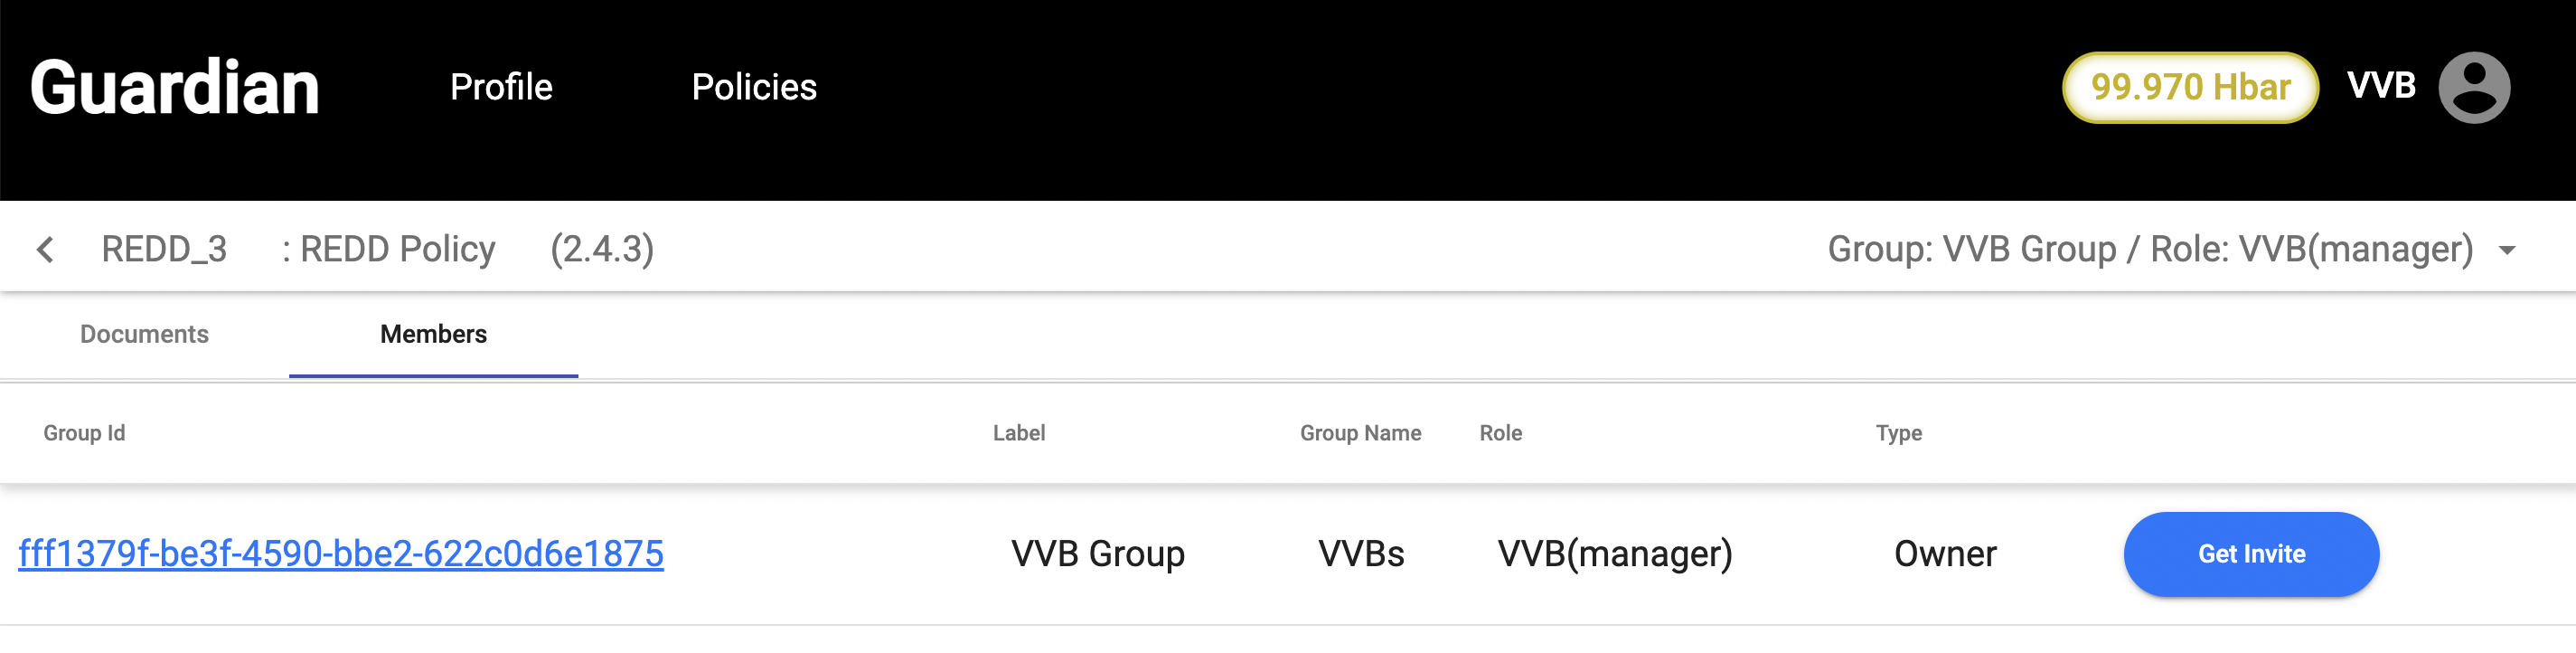 Guardian Profile Policies 99.970 Hbar VVB
REDD_3 : REDD Policy (2.4.3) Group: VVB Group / Role: VVB(manager)
Documents Members
Group Id Label Group Name Role Type
fff1379f-be3f-4590-bbe2-622c0d6e1875 VVB Group VVBs VVB(manager) Owner Get Invite